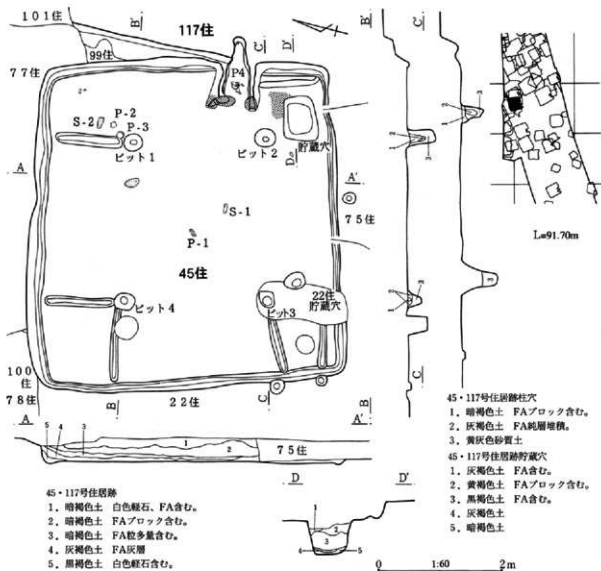 101住
117住
B'
C'
D'
99住
77住
P4
S-2
P-2
P-3
ピット1
ピット2
貯蔵穴
D
A
A'
75住
S-1
P-1
45住
22住
貯蔵穴
ピット4
ピット3
100住
78住
22住
B
C
A
A'
75住
B'
C'
C
B
L=91.70m
45・117号住居跡柱穴
1、暗褐色土 FAブロック含む。
2、灰褐色土 FA純層堆積。
3、黄灰色砂質土
45・117号住居跡貯蔵穴
1、灰褐色土 FA含む。
2、黄褐色土 FAブロック含む。
3、黒褐色土 FA含む。
4、灰褐色土
5、暗褐色土
45・117号住居跡
1、暗褐色土 白色軽石、FA含む。
2、暗褐色土 FAブロック含む。
3、暗褐色土 FA粒多量含む。
4、灰褐色土 FA灰層
5、黒褐色土 白色軽石含む。
D
D'
0 1:60 2m